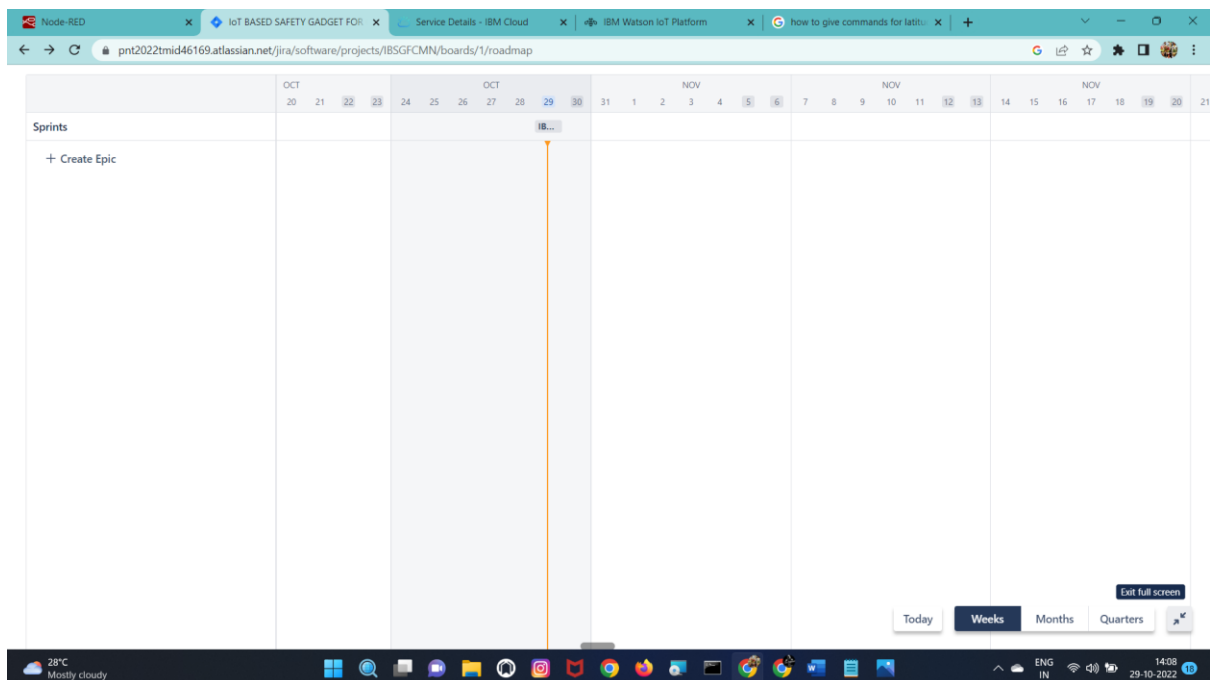 Node-RED
IoT BASED SAFETY GADGET FOR
Service Details - IBM Cloud
IBM Watson IoT Platform
how to give commands for latitu
pnt2022tmid46169.atlassian.net/jira/software/projects/IBSGFCMN/boards/1/roadmap
OCT OCT NOV NOV NOV
20 21 22 23 24 25 26 27 28 29 30 31 1 2 3 4 5 6 7 8 9 10 11 12 13 14 15 16 17 18 19 20 21
Sprints IB...
+ Create Epic
Exit full screen
Today Weeks Months Quarters
28°C
Mostly cloudy
ENG
IN
14:08
29-10-2022
18